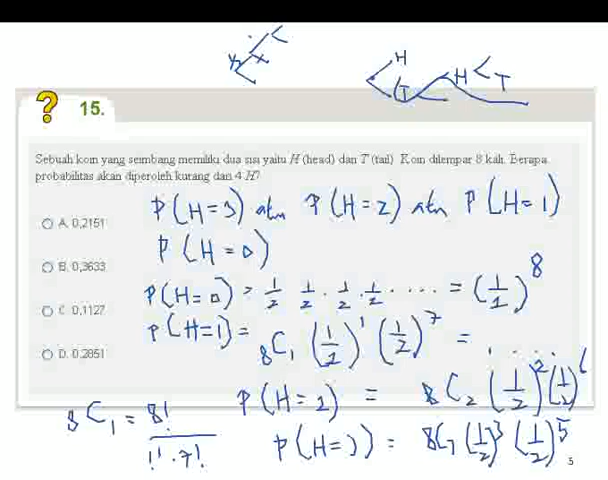 H
T
H
T
?
15.
Sebuah koin yang seimbang memiliki dua sisi yaitu H (head) dan T (tail). Koin dilempar 8 kali. Berapa
probabilitas akan diperoleh kurang dari 4 H?
P(H=3) atau P(H=2) atau P(H=1)
A. 0,2151
P(H=0)
B. 0,3633
P(H=0) = 1/2 1/2 . 1/2 . 1/2 . . . . = (1/2)^8
C. 0,1127
P(H=1) = 8C1 (1/2)^1 (1/2)^7 =
D. 0,2851
P(H=2) = 8C2 (1/2)^2 (1/2)^6
8C1 = 8! / 1! . 7!
P(H=3) = 8C3 (1/2)^3 (1/2)^5
5